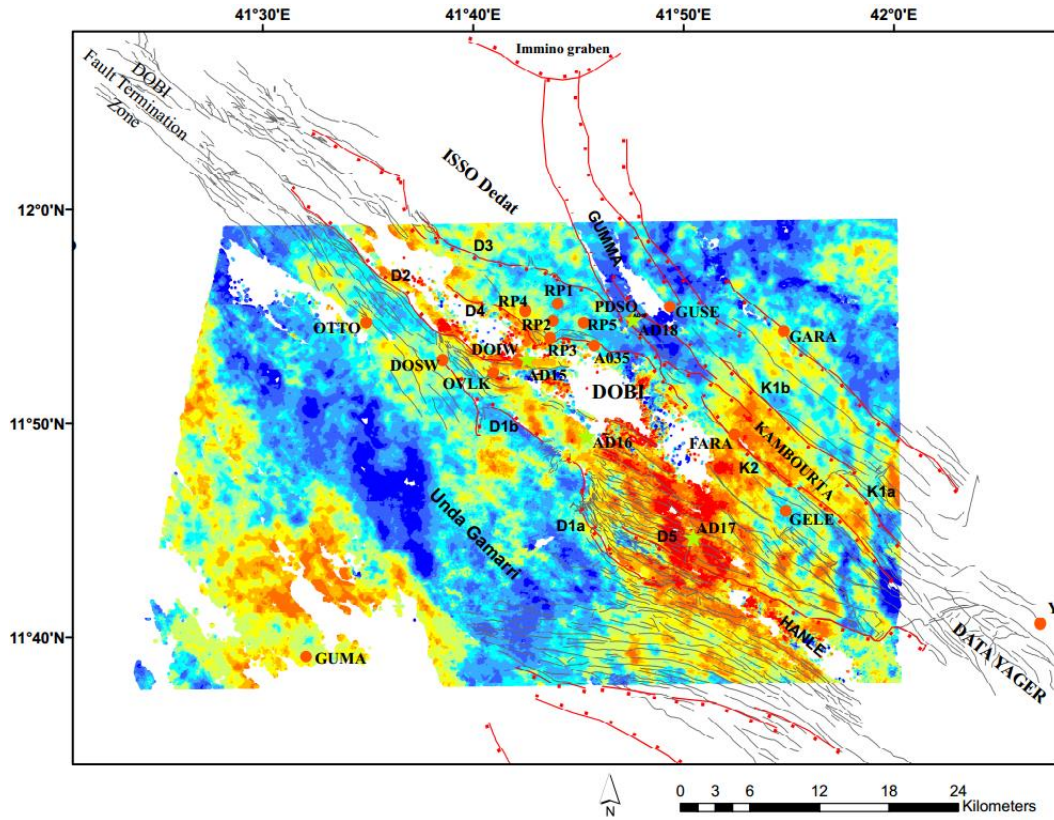 41°30'E 41°40'E 41°50'E 42°0'E
Immino graben
DOBI
Fault Termination
Zone
ISSO Dedat
12°0'N
GUMMA
D3
D2
RP1
RP4
PDSO
GUSE
D4
RP2
RP5
AD18
OTTO
GARA
DOIW
RP3
A035
DOSW
AD15
OVLK
DOBI
K1b
11°50'N
D1b
AD16
FARA
KAMBOURTA
K2
K1a
Unda Gamarri
D1a
D5
AD17
GELE
11°40'N
HANLE
Y
GUMA
DATA YAGER
N
0 3 6 12 18 24
Kilometers